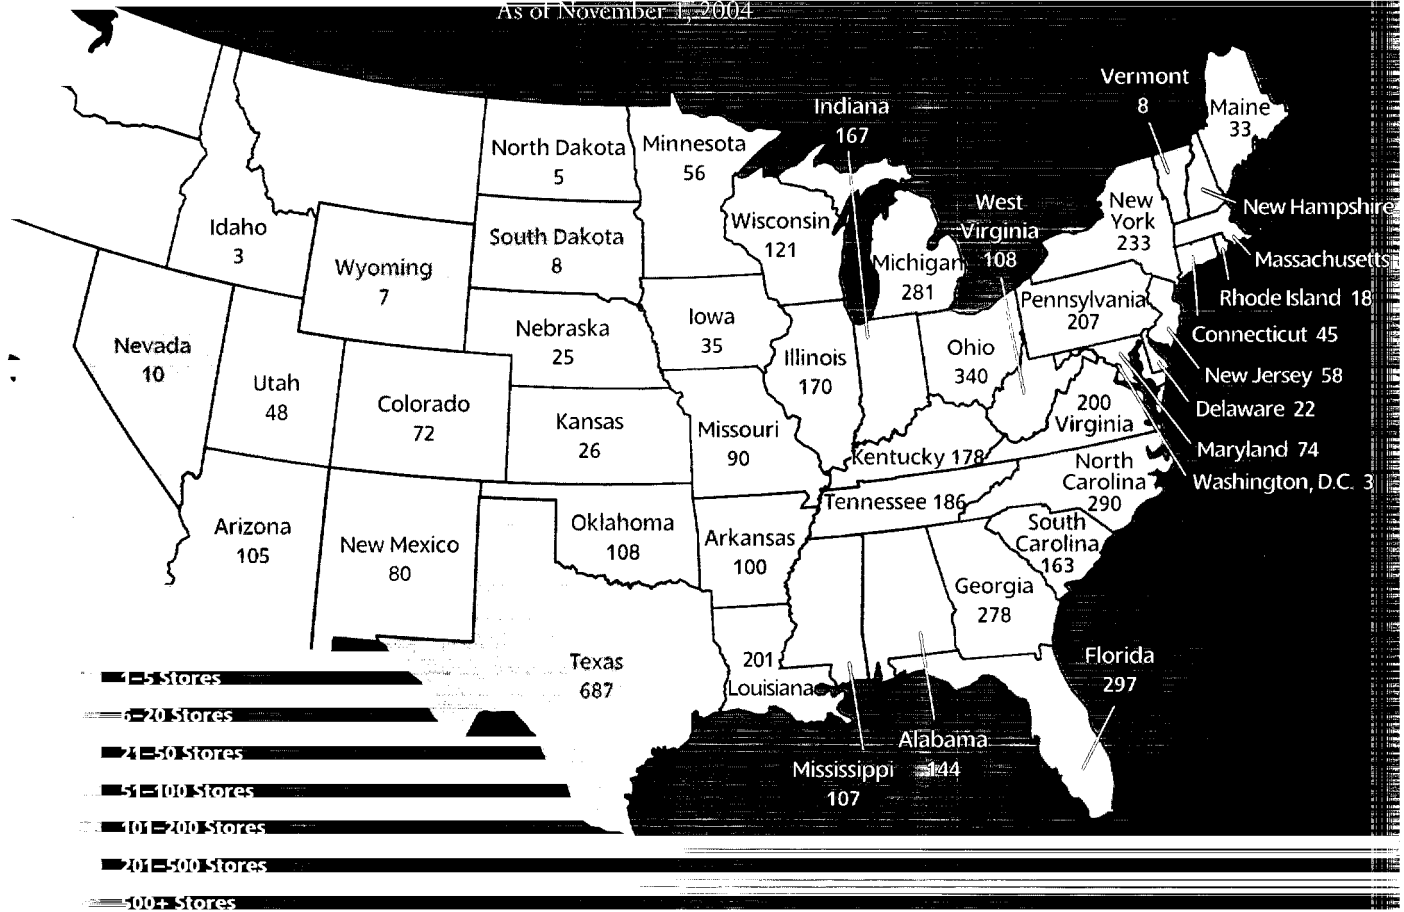 As of November 1, 2004
Vermont
8
Maine
33
Indiana
167
North Dakota
5
Minnesota
56
West
Virginia
108
New
York
233
New Hampshire
Idaho
3
South Dakota
8
Wisconsin
121
Massachusetts
Wyoming
7
Michigan
281
Pennsylvania
207
Rhode Island 18
Nevada
10
Nebraska
25
Iowa
35
Illinois
170
Ohio
340
Connecticut 45
New Jersey 58
Utah
48
Colorado
72
Kansas
26
Missouri
90
200
Virginia
Delaware 22
Maryland 74
Kentucky 178
North
Carolina
290
Washington, D.C. 3
Tennessee 186
Arizona
105
New Mexico
80
Oklahoma
108
Arkansas
100
South
Carolina
163
Georgia
278
Texas
687
201
Louisiana
Florida
297
Alabama
144
Mississippi
107
1–5 Stores
6–20 Stores
21–50 Stores
51–100 Stores
101–200 Stores
201–500 Stores
500+ Stores